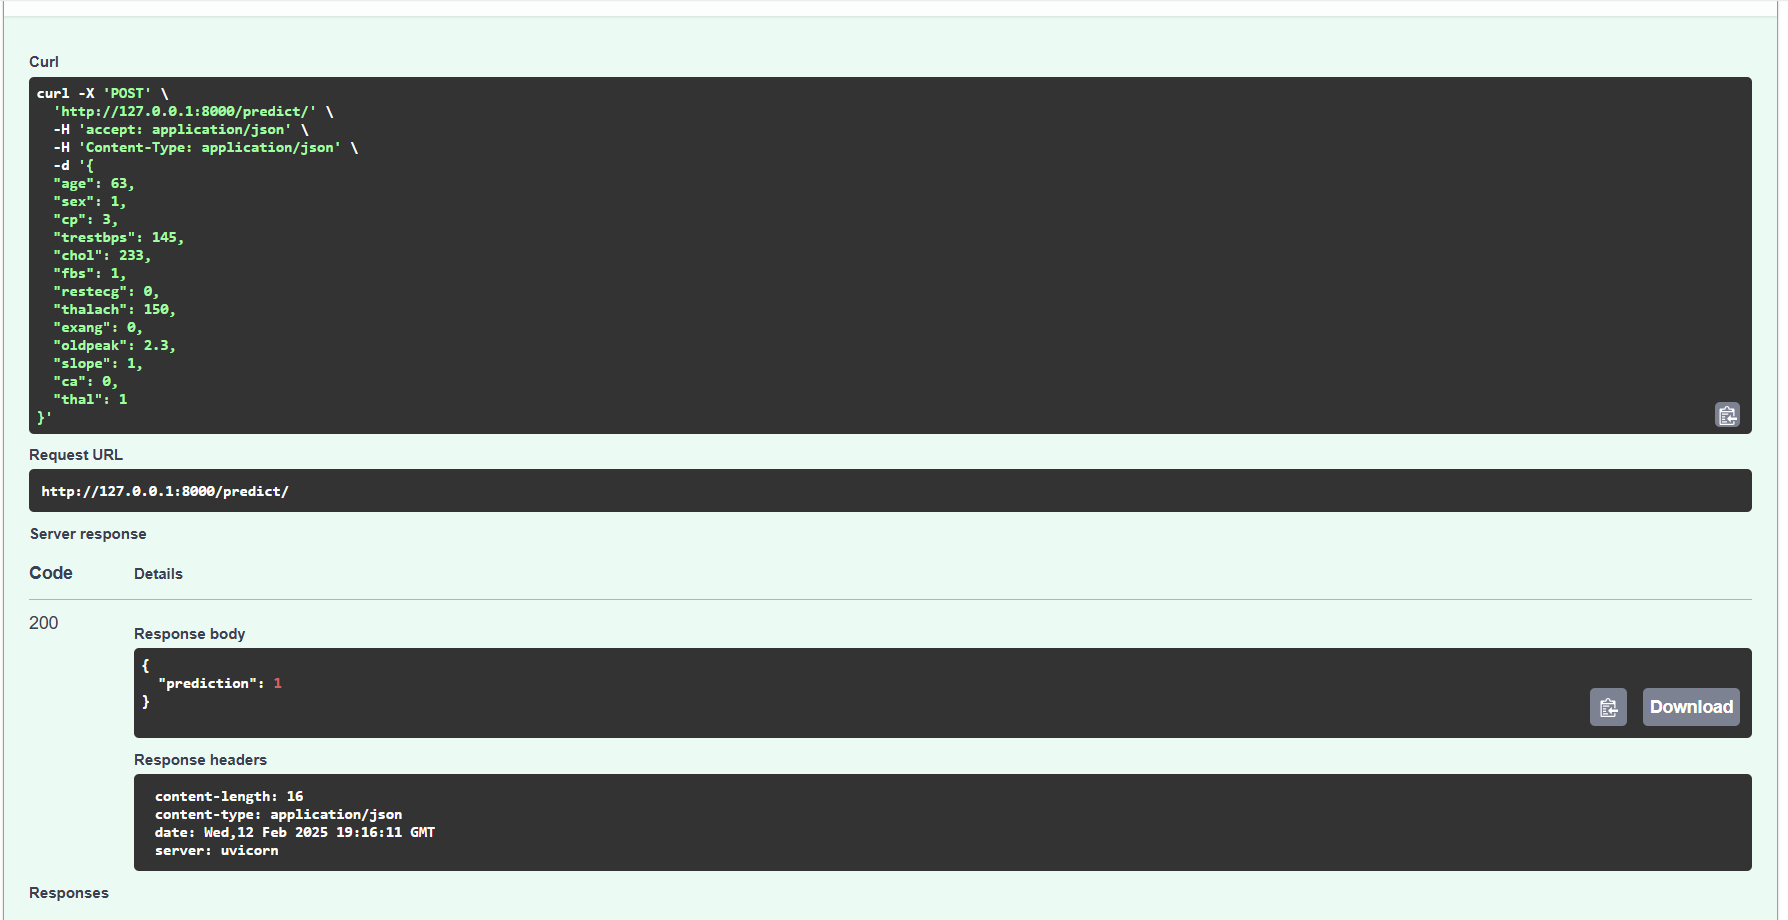 Curl
curl -X 'POST' \
  'http://127.0.0.1:8000/predict/' \
  -H 'accept: application/json' \
  -H 'Content-Type: application/json' \
  -d '{
  "age": 63,
  "sex": 1,
  "cp": 3,
  "trestbps": 145,
  "chol": 233,
  "fbs": 1,
  "restecg": 0,
  "thalach": 150,
  "exang": 0,
  "oldpeak": 2.3,
  "slope": 1,
  "ca": 0,
  "thal": 1
}'
Request URL
http://127.0.0.1:8000/predict/
Server response
Code Details
200
Response body
{
  "prediction": 1
}
Download
Response headers
content-length: 16
content-type: application/json
date: Wed,12 Feb 2025 19:16:11 GMT
server: uvicorn
Responses